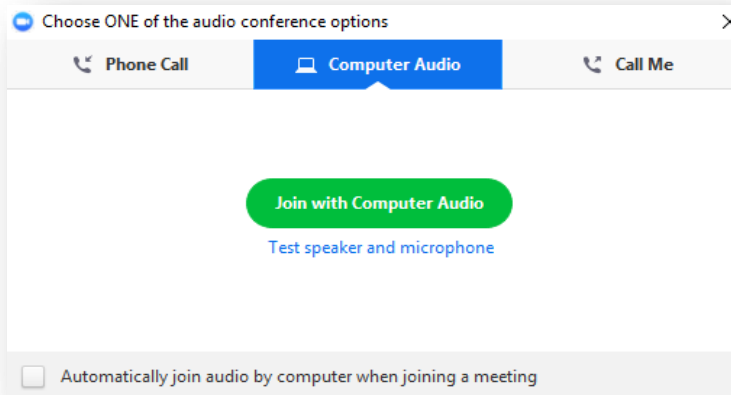 Choose ONE of the audio conference options
Phone Call Computer Audio Call Me
Join with Computer Audio
Test speaker and microphone
Automatically join audio by computer when joining a meeting